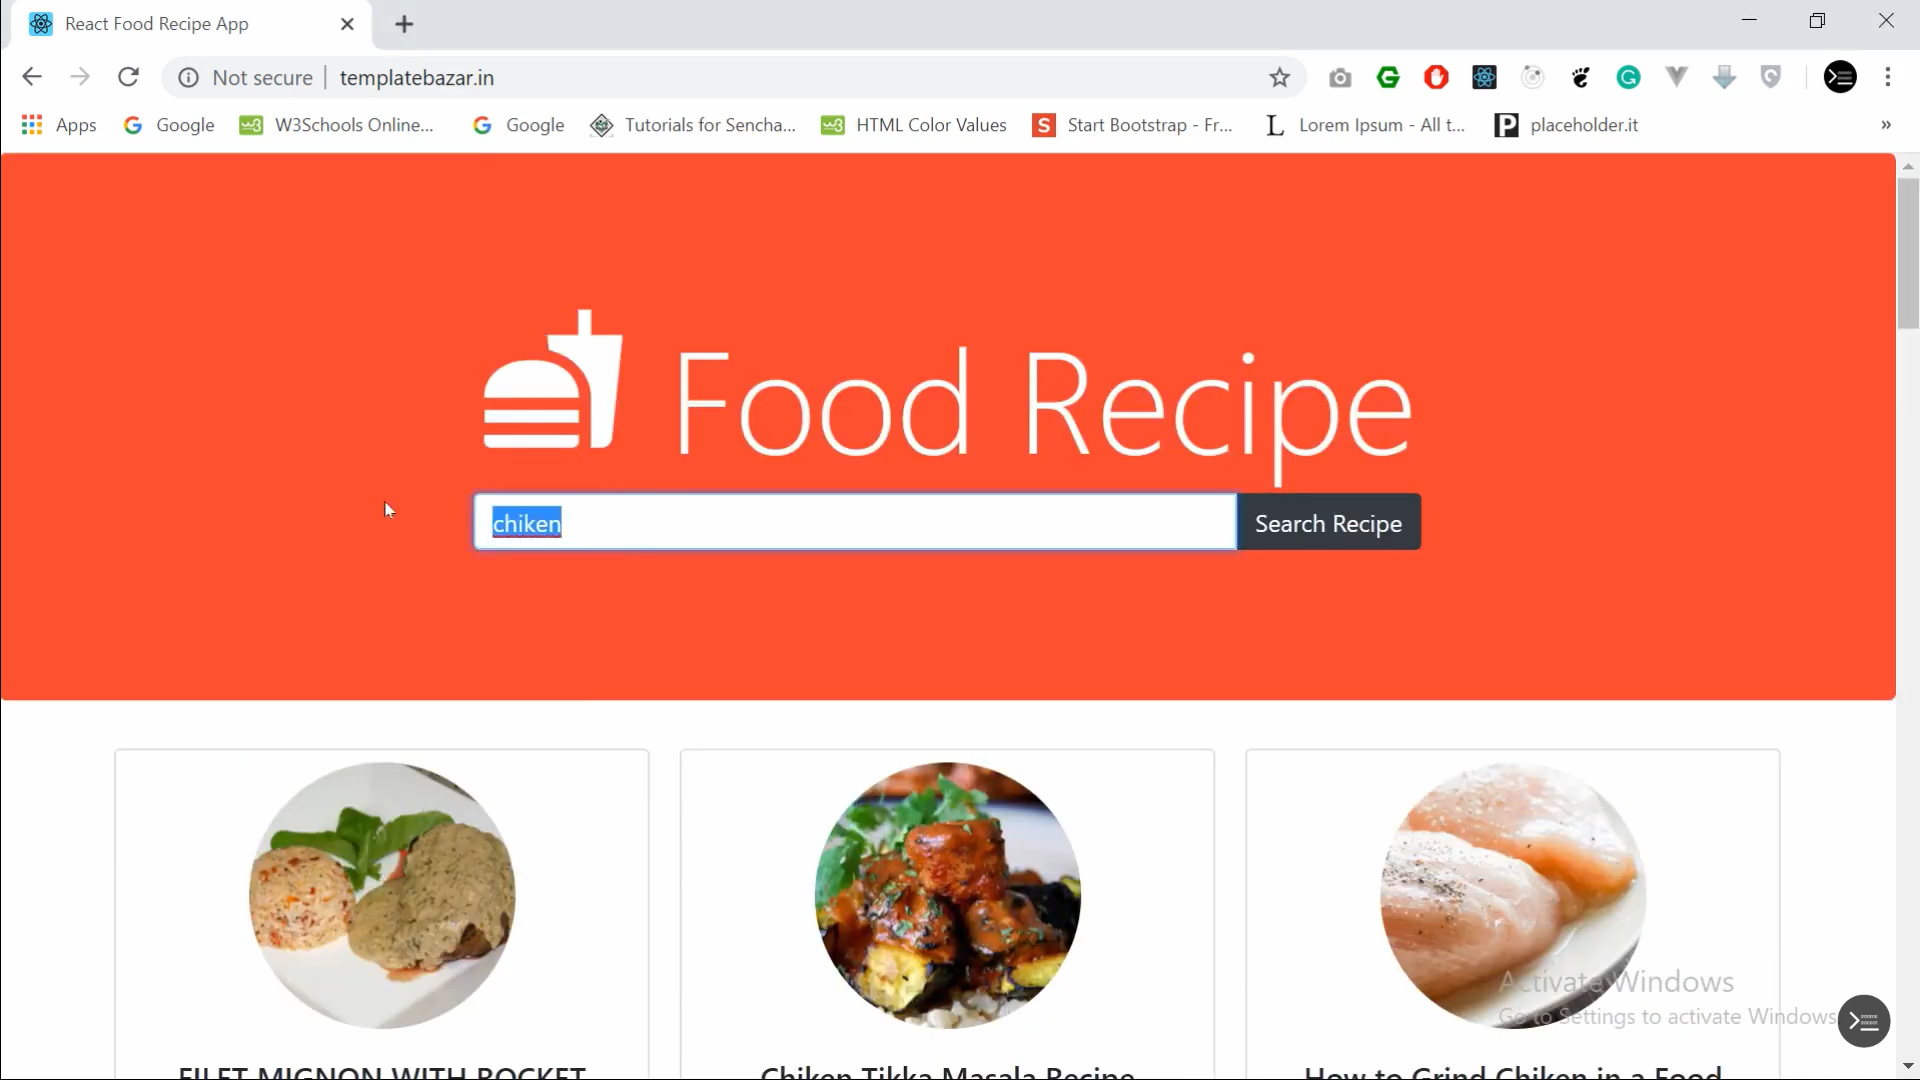 React Food Recipe App
Not secure templatebazar.in
Apps Google W3Schools Online... Google Tutorials for Sencha... HTML Color Values Start Bootstrap - Fr... Lorem Ipsum - All t... placeholder.it »
Food Recipe
chiken Search Recipe
Activate Windows
Go to Settings to activate Windows
FILET MIGNON WITH ROCKET Chiken Tikka Masala Recipe How to Grind Chiken in a Food